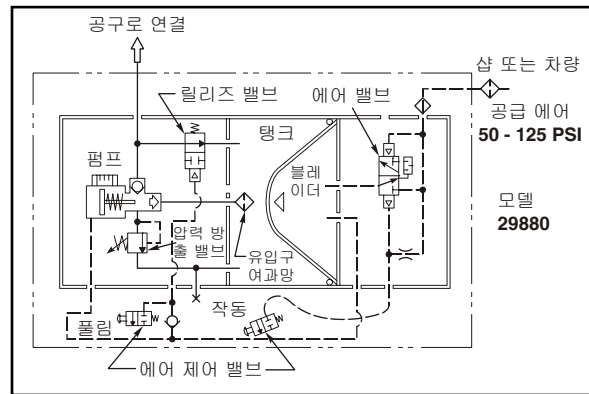 공구로 연결
릴리즈 밸브
에어 밸브
샵 또는 차량
공급 에어
50 - 125 PSI
탱크
펌프
블레
이더
모델
29880
압력 방
출 밸브
유입구
여과망
작동
풀림
에어 제어 밸브